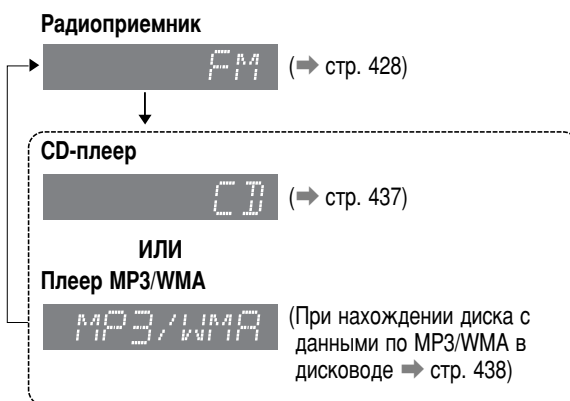 Радиоприемник
FM (➡ стр. 428)
CD-плеер
CD (➡ стр. 437)
ИЛИ
Плеер MP3/WMA
MP3/WMA (При нахождении диска с
данными по MP3/WMA в
дисководе ➡ стр. 438)